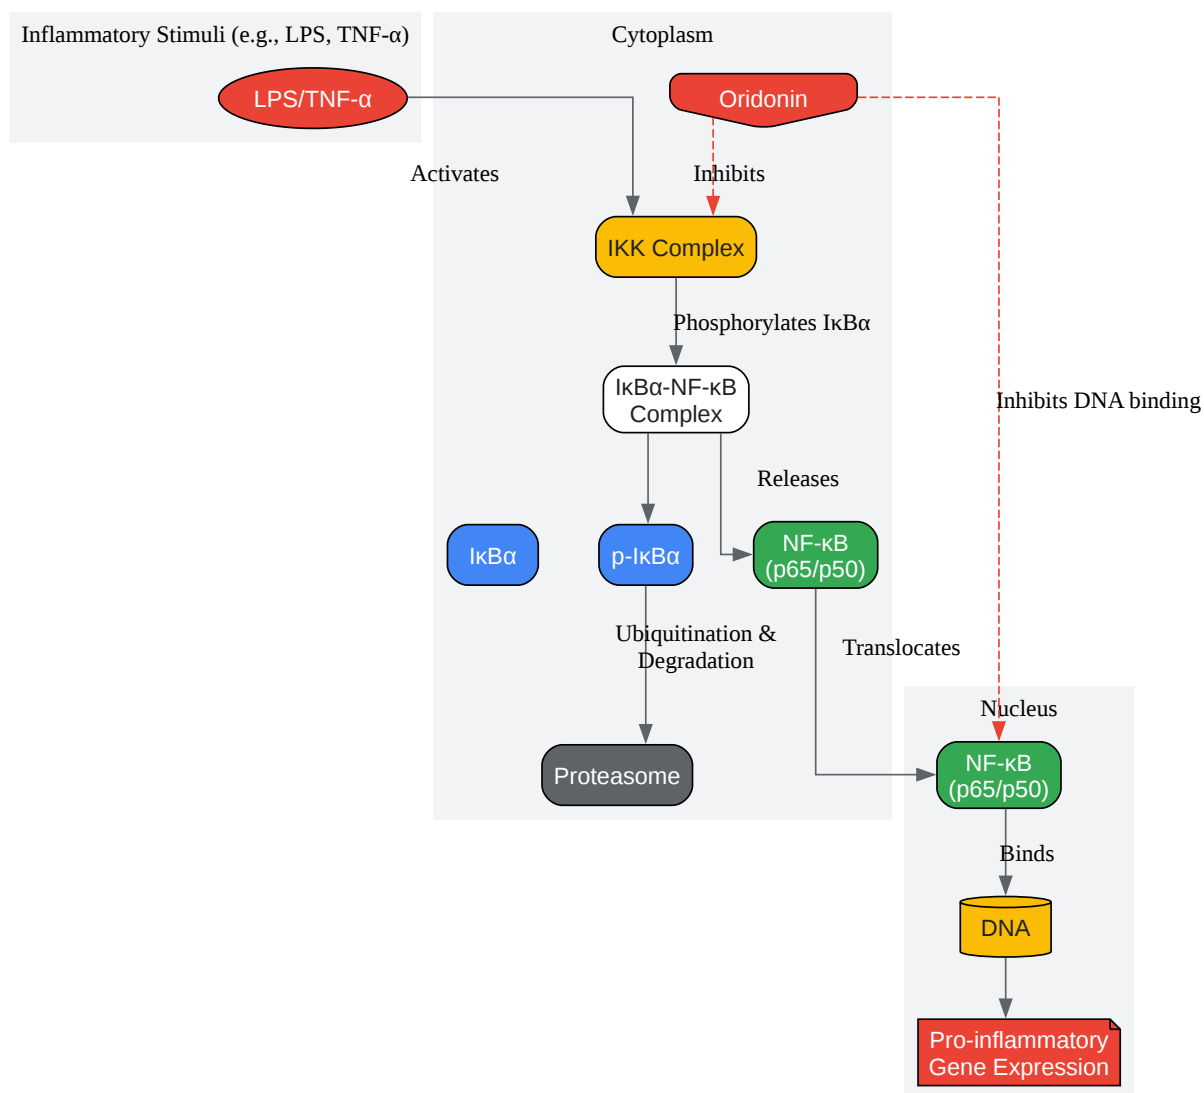 Inflammatory Stimuli (e.g., LPS, TNF-α)
Cytoplasm
LPS/TNF-α
Oridonin
Activates
Inhibits
IKK Complex
Phosphorylates IκBα
IκBα-NF-κB
Complex
Inhibits DNA binding
Releases
IκBα
p-IκBα
NF-κB
(p65/p50)
Ubiquitination &
Degradation
Translocates
Nucleus
Proteasome
NF-κB
(p65/p50)
Binds
DNA
Pro-inflammatory
Gene Expression